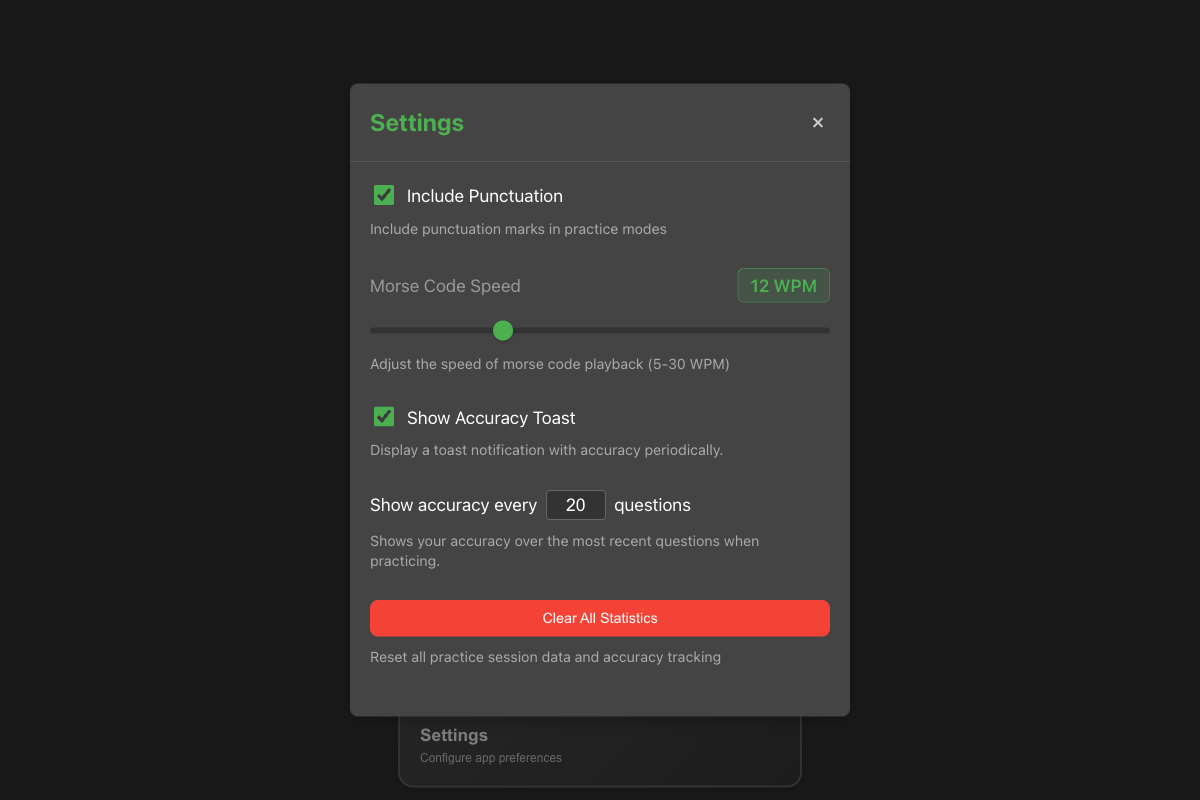 Settings
×
Include Punctuation
Include punctuation marks in practice modes
Morse Code Speed
12 WPM
Adjust the speed of morse code playback (5-30 WPM)
Show Accuracy Toast
Display a toast notification with accuracy periodically.
Show accuracy every 20 questions
Shows your accuracy over the most recent questions when
practicing.
Clear All Statistics
Reset all practice session data and accuracy tracking
Settings
Configure app preferences